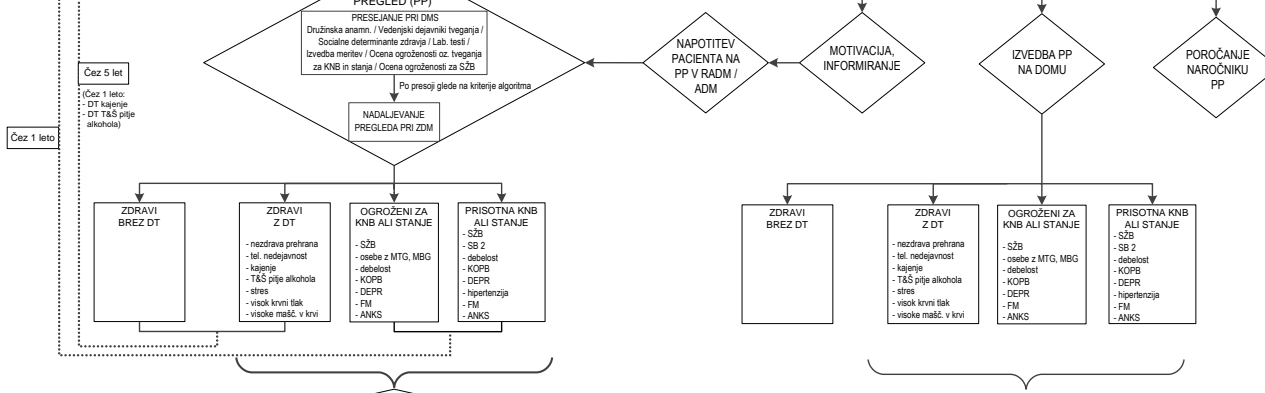 PREGLED (PP)
PRESEJANJE PRI DMS
Družinska anamn. / Vedenjski dejavniki tveganja /
Socialne determinante zdravja / Lab. testi /
Izvedba meritev / Ocena ogroženosti oz. tveganja
za KNB in stanja / Ocena ogroženosti za SŽB
Po presoji glede na kriterije algoritma
NADALJEVANJE
PREGLEDA PRI ZDM
NAPOTITEV
PACIENTA NA
PP V RADM /
ADM
MOTIVACIJA,
INFORMIRANJE
IZVEDBA PP
NA DOMU
POROČANJE
NAROČNIKU
PP
Čez 5 let
(Čez 1 leto:
- DT kajenje
- DT T&Š pitje
alkohola)
Čez 1 leto
ZDRAVI
BREZ DT
ZDRAVI
Z DT
- nezdrava prehrana
- tel. nedejavnost
- kajenje
- T&Š pitje alkohola
- stres
- visok krvni tlak
- visoke mašč. v krvi
OGROŽENI ZA
KNB ALI STANJE
- SŽB
- osebe z MTG, MBG
- debelost
- KOPB
- DEPR
- FM
- ANKS
PRISOTNA KNB
ALI STANJE
- SŽB
- SB 2
- debelost
- KOPB
- DEPR
- hipertenzija
- FM
- ANKS
ZDRAVI
BREZ DT
ZDRAVI
Z DT
- nezdrava prehrana
- tel. nedejavnost
- kajenje
- T&Š pitje alkohola
- stres
- visok krvni tlak
- visoke mašč. v krvi
OGROŽENI ZA
KNB ALI STANJE
- SŽB
- osebe z MTG, MBG
- debelost
- KOPB
- DEPR
- FM
- ANKS
PRISOTNA KNB
ALI STANJE
- SŽB
- SB 2
- debelost
- KOPB
- DEPR
- hipertenzija
- FM
- ANKS